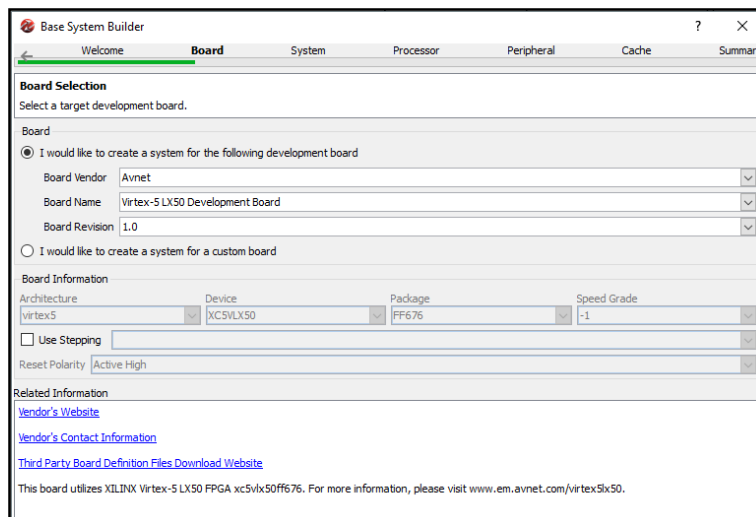 Base System Builder ? X
Welcome Board System Processor Peripheral Cache Summar
Board Selection
Select a target development board.
Board
I would like to create a system for the following development board
Board Vendor Avnet
Board Name Virtex-5 LX50 Development Board
Board Revision 1.0
I would like to create a system for a custom board
Board Information
Architecture Device Package Speed Grade
virtex5 XC5VLX50 FF676 -1
Use Stepping
Reset Polarity Active High
Related Information
Vendor's Website
Vendor's Contact Information
Third Party Board Definition Files Download Website
This board utilizes XILINX Virtex-5 LX50 FPGA xc5vlx50ff676. For more information, please visit www.em.avnet.com/virtex5lx50.